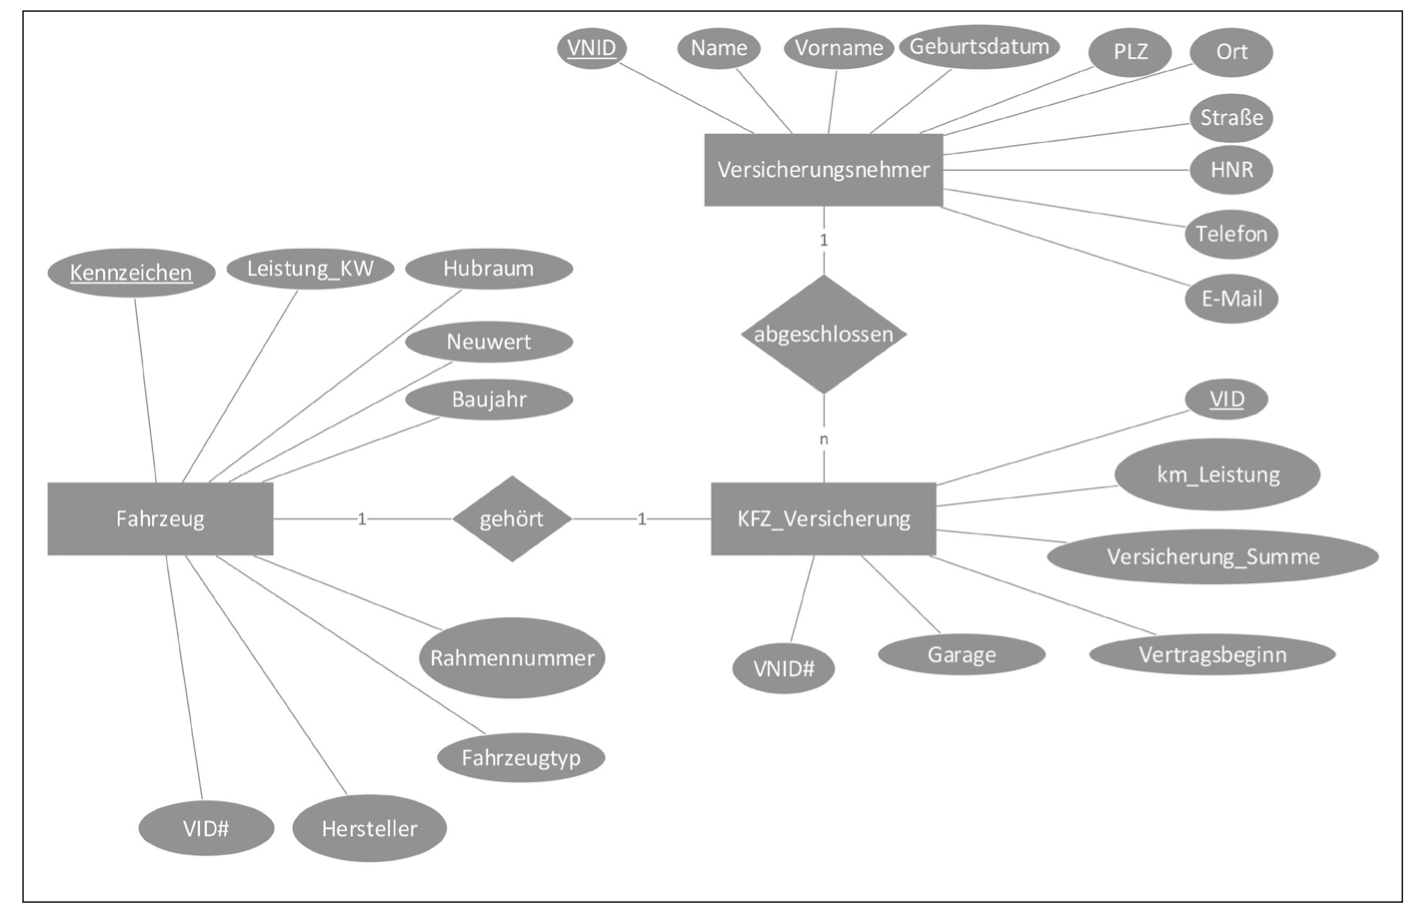 VNID
Name
Vorname
Geburtsdatum
PLZ
Ort
Straße
Versicherungsnehmer
HNR
Telefon
1
E-Mail
Kennzeichen
Leistung_KW
Hubraum
abgeschlossen
Neuwert
Baujahr
VID
n
km_Leistung
Fahrzeug
1
gehört
1
KFZ_Versicherung
Versicherung_Summe
VNID#
Garage
Vertragsbeginn
Rahmennummer
Fahrzeugtyp
VID#
Hersteller